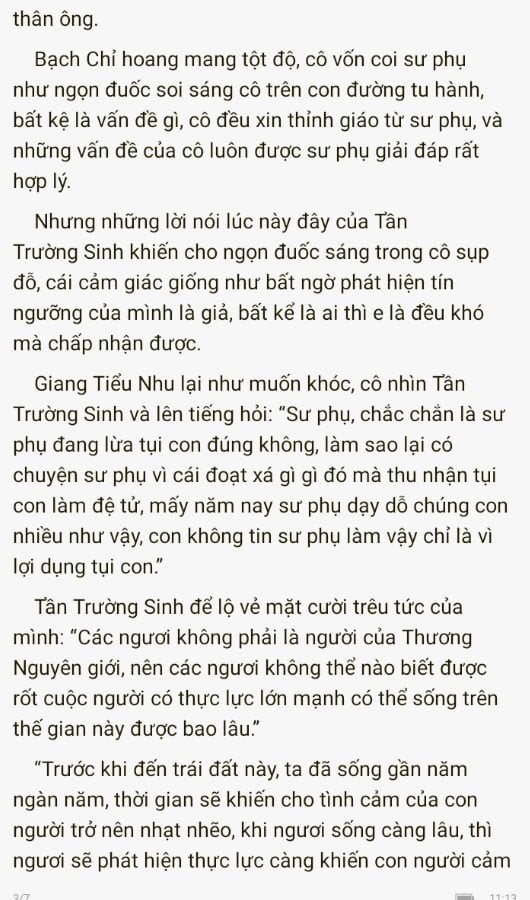 thân ông.
Bạch Chỉ hoang mang tột độ, cô vốn coi sư phụ
như ngọn đuốc soi sáng cô trên con đường tu hành,
bất kệ là vấn đề gì, cô đều xin thỉnh giáo từ sư phụ, và
những vấn đề của cô luôn được sư phụ giải đáp rất
hợp lý.
Nhưng những lời nói lúc này đây của Tần
Trường Sinh khiến cho ngọn đuốc sáng trong cô sụp
đỗ, cái cảm giác giống như bất ngờ phát hiện tín
ngưỡng của mình là giả, bất kể là ai thì e là đều khó
mà chấp nhận được.
Giang Tiểu Nhu lại như muốn khóc, cô nhìn Tần
Trường Sinh và lên tiếng hỏi: “Sư phụ, chắc chắn là sư
phụ đang lừa tụi con đúng không, làm sao lại có
chuyện sư phụ vì cái đoạt xá gì gì đó mà thu nhận tụi
con làm đệ tử, mấy năm nay sư phụ dạy dỗ chúng con
nhiều như vậy, con không tin sư phụ làm vậy chỉ là vì
lợi dụng tụi con.”
Tần Trường Sinh để lộ vẻ mặt cười trêu tức của
mình: “Các ngươi không phải là người của Thương
Nguyên giới, nên các ngươi không thể nào biết được
rốt cuộc người có thực lực lớn mạnh có thể sống trên
thế gian này được bao lâu.”
“Trước khi đến trái đất này, ta đã sống gần năm
ngàn năm, thời gian sẽ khiến cho tình cảm của con
người trở nên nhạt nhẽo, khi ngươi sống càng lâu, thì
ngươi sẽ phát hiện thực lực càng khiến con người cảm
3/7 11:13